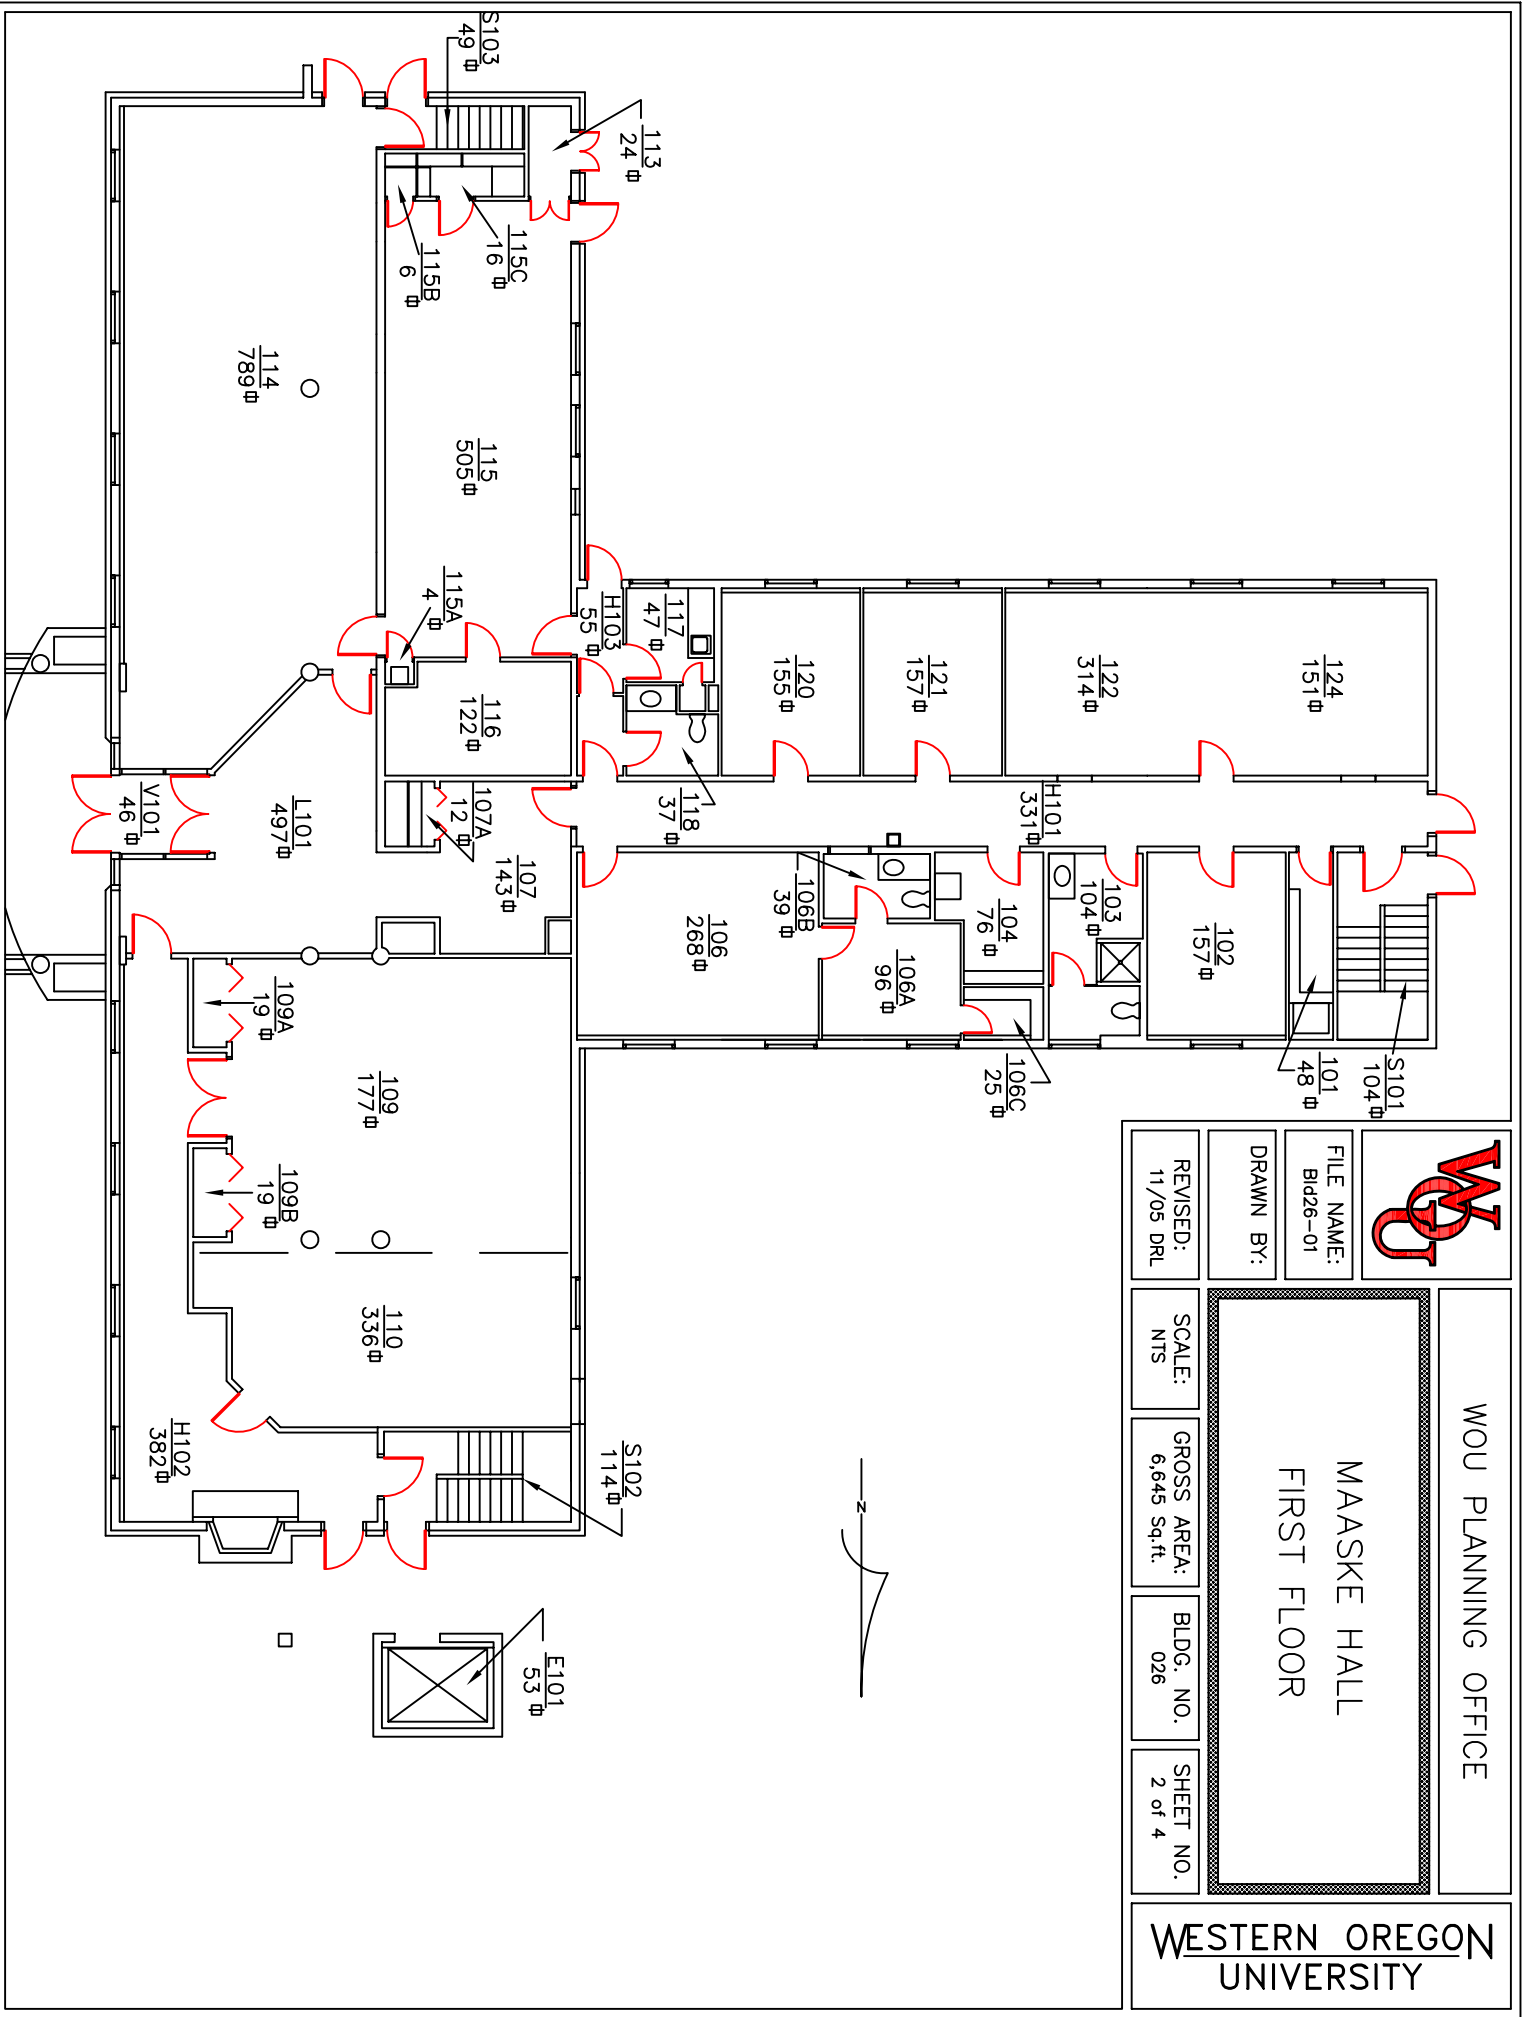 WOU PLANNING OFFICE
MAASKE HALL
FIRST FLOOR
WESTERN OREGON
UNIVERSITY
WOU
FILE NAME:
Bld26-01
DRAWN BY:
REVISED:
11/05 DRL
SCALE:
NTS
GROSS AREA:
6,645 Sq.ft.
BLDG. NO.
026
SHEET NO.
2 of 4
S101
104
101
48
124
151
102
157
122
314
H101
331
103
104
106C
25
104
76
121
157
106A
96
120
155
106B
39
106
268
118
37
117
47
H103
55
113
24
S102
114
E101
53
107
143
115C
16
S103
49
116
122
115
505
107A
12
115A
4
115B
6
110
336
109
177
L101
497
109A
19
109B
19
114
789
H102
382
V101
46
N